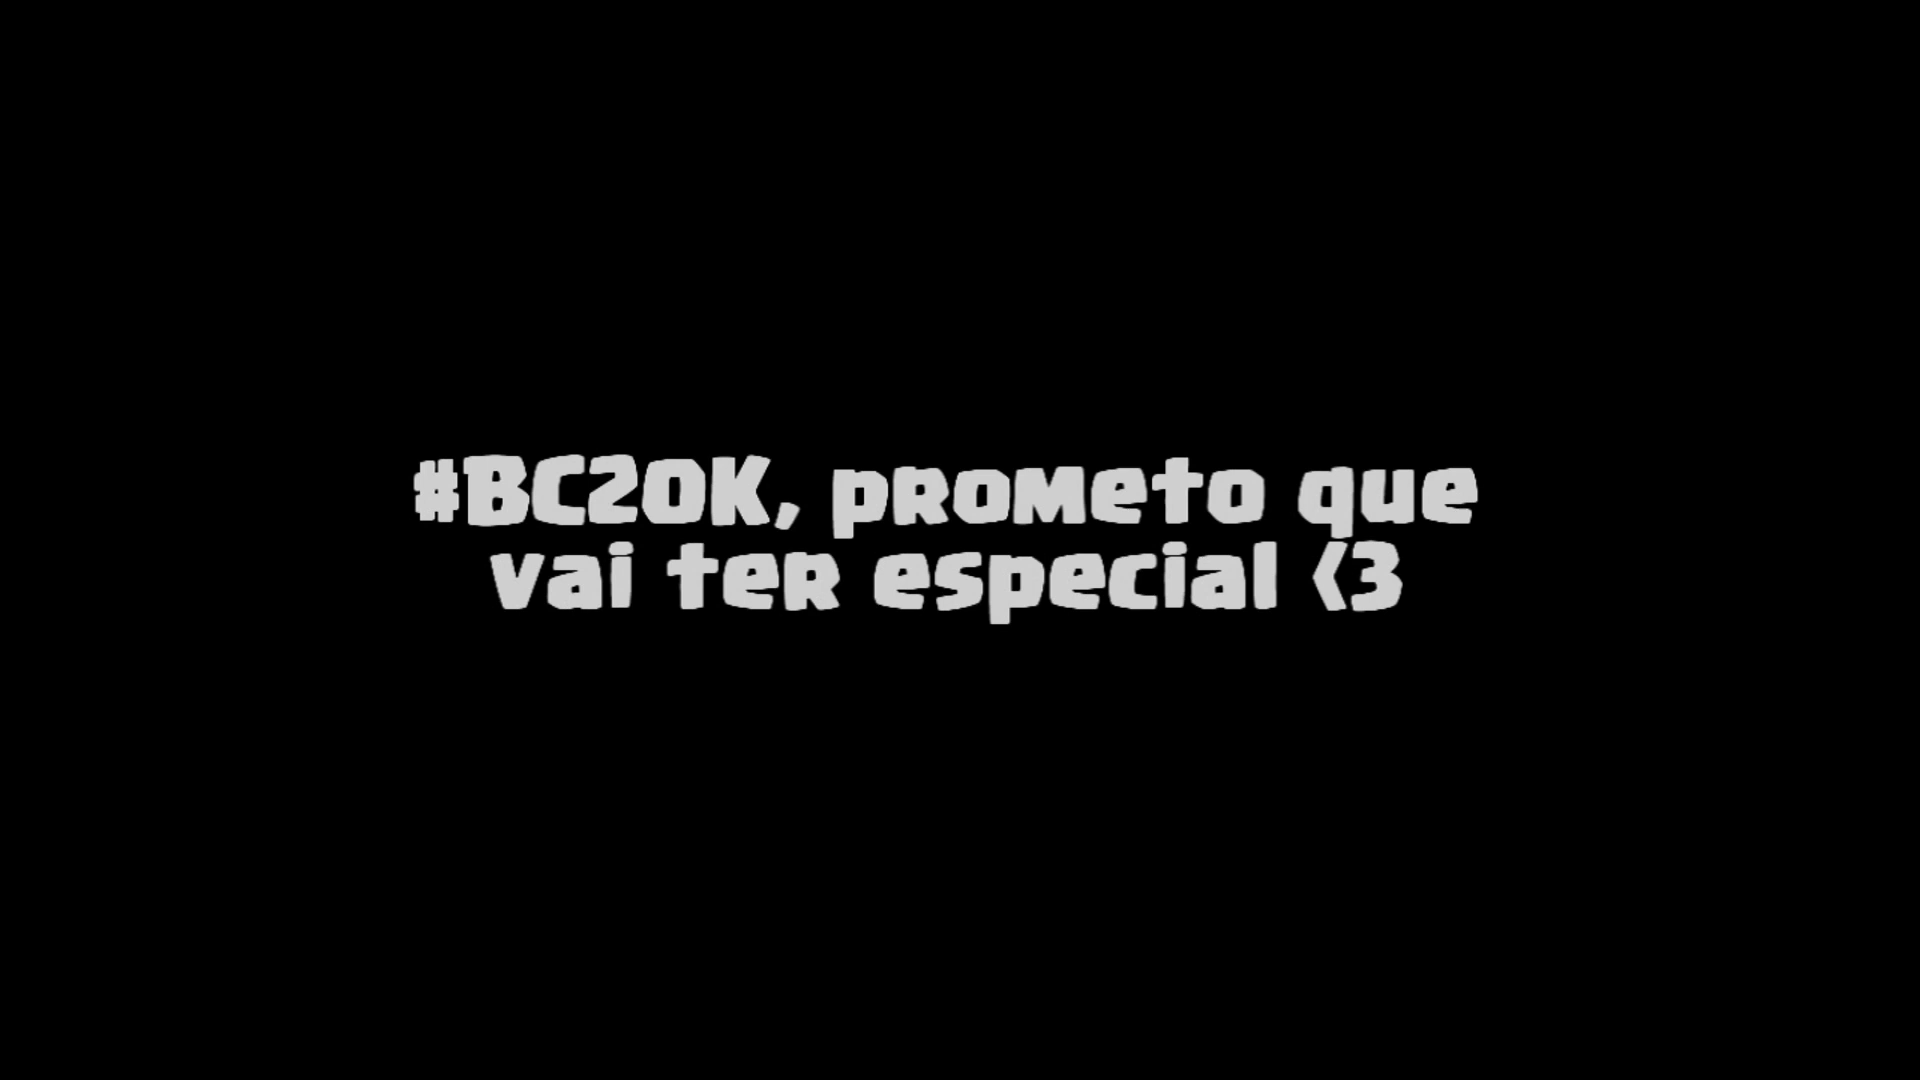 #BC20K, prometo que
vai ter especial <3